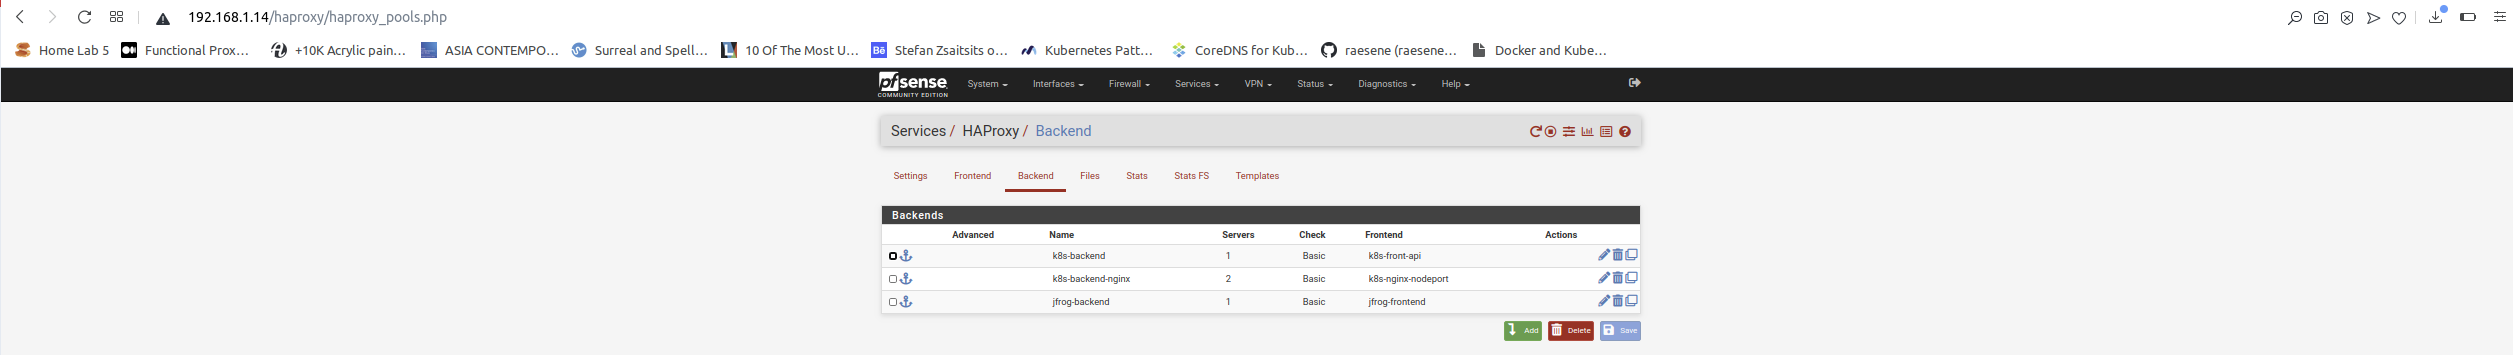 192.168.1.14/haproxy/haproxy_pools.php
Home Lab 5 Functional Prox... +10K Acrylic pain... ASIA CONTEMPO... Surreal and Spell... 10 Of The Most U... Bē Stefan Zsaitsits o... Kubernetes Patt... CoreDNS for Kub... raesene (raesene... Docker and Kube...
pfsense System Interfaces Firewall Services VPN Status Diagnostics Help
COMMUNITY EDITION
Services / HAProxy / Backend
Settings Frontend Backend Files Stats Stats FS Templates
Backends
Advanced Name Servers Check Frontend Actions
k8s-backend 1 Basic k8s-front-api
k8s-backend-nginx 2 Basic k8s-nginx-nodeport
jfrog-backend 1 Basic jfrog-frontend
Add Delete Save